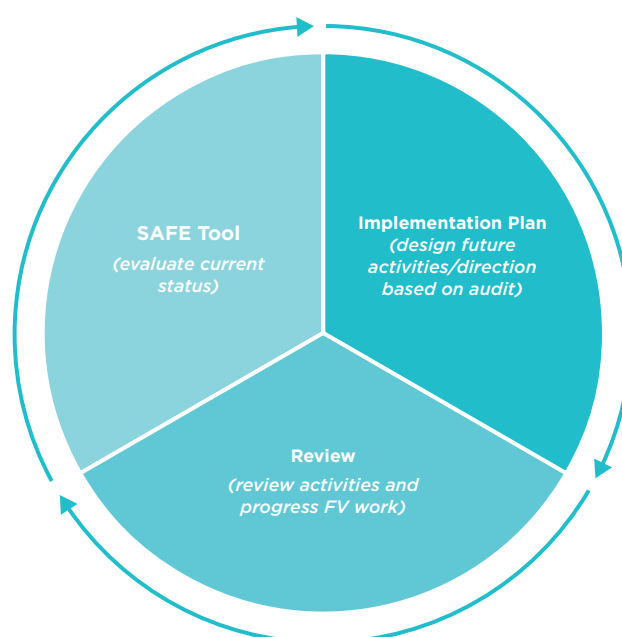 SAFE Tool
(evaluate current
status)
Implementation Plan
(design future
activities/direction
based on audit)
Review
(review activities and
progress FV work)